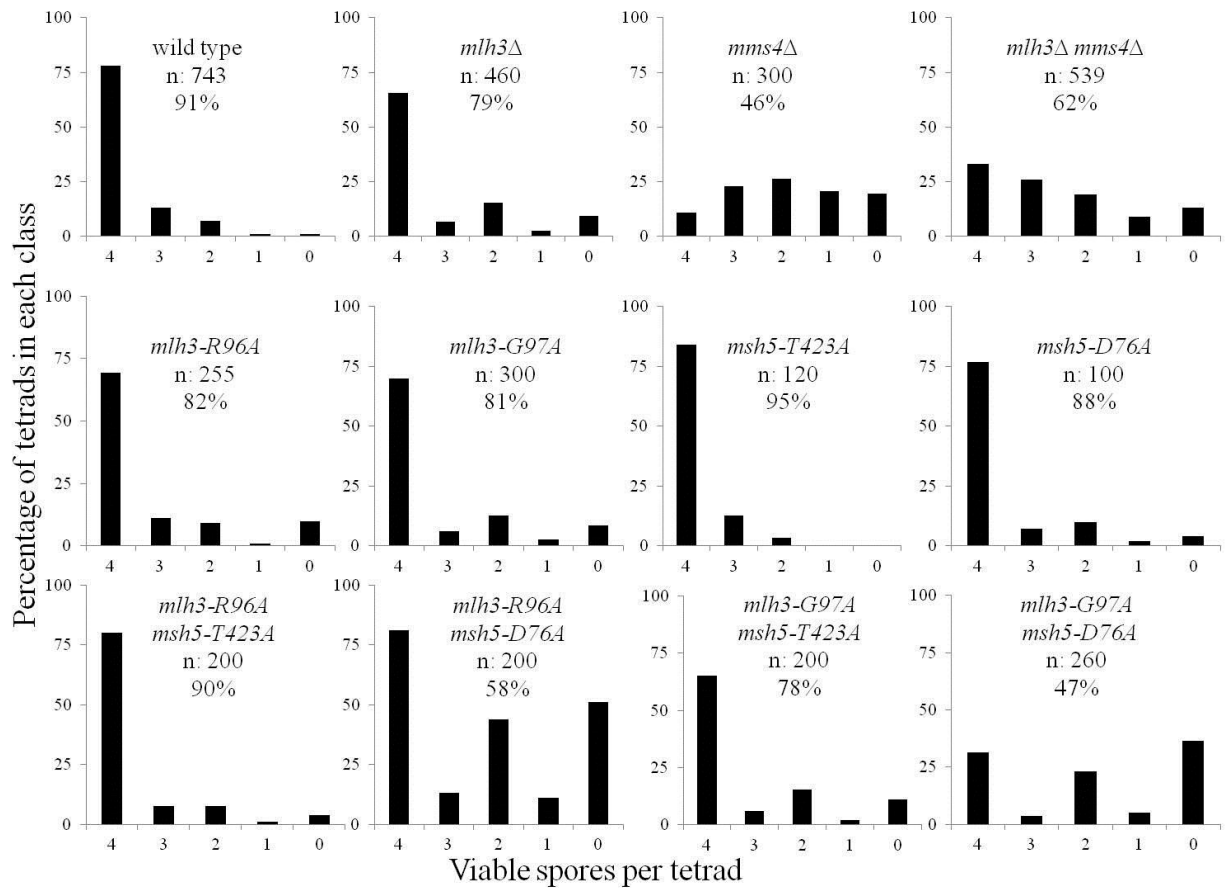 Percentage of tetrads in each class
100
75
50
25
0
wild type
n: 743
91%
4 3 2 1 0
100
75
50
25
0
mlh3Δ
n: 460
79%
4 3 2 1 0
100
75
50
25
0
mms4Δ
n: 300
46%
4 3 2 1 0
100
75
50
25
0
mlh3Δ mms4Δ
n: 539
62%
4 3 2 1 0
100
75
50
25
0
mlh3-R96A
n: 255
82%
4 3 2 1 0
100
75
50
25
0
mlh3-G97A
n: 300
81%
4 3 2 1 0
100
75
50
25
0
msh5-T423A
n: 120
95%
4 3 2 1 0
100
75
50
25
0
msh5-D76A
n: 100
88%
4 3 2 1 0
100
75
50
25
0
mlh3-R96A
msh5-T423A
n: 200
90%
4 3 2 1 0
100
75
50
25
0
mlh3-R96A
msh5-D76A
n: 200
58%
4 3 2 1 0
100
75
50
25
0
mlh3-G97A
msh5-T423A
n: 200
78%
4 3 2 1 0
100
75
50
25
0
mlh3-G97A
msh5-D76A
n: 260
47%
4 3 2 1 0
Viable spores per tetrad